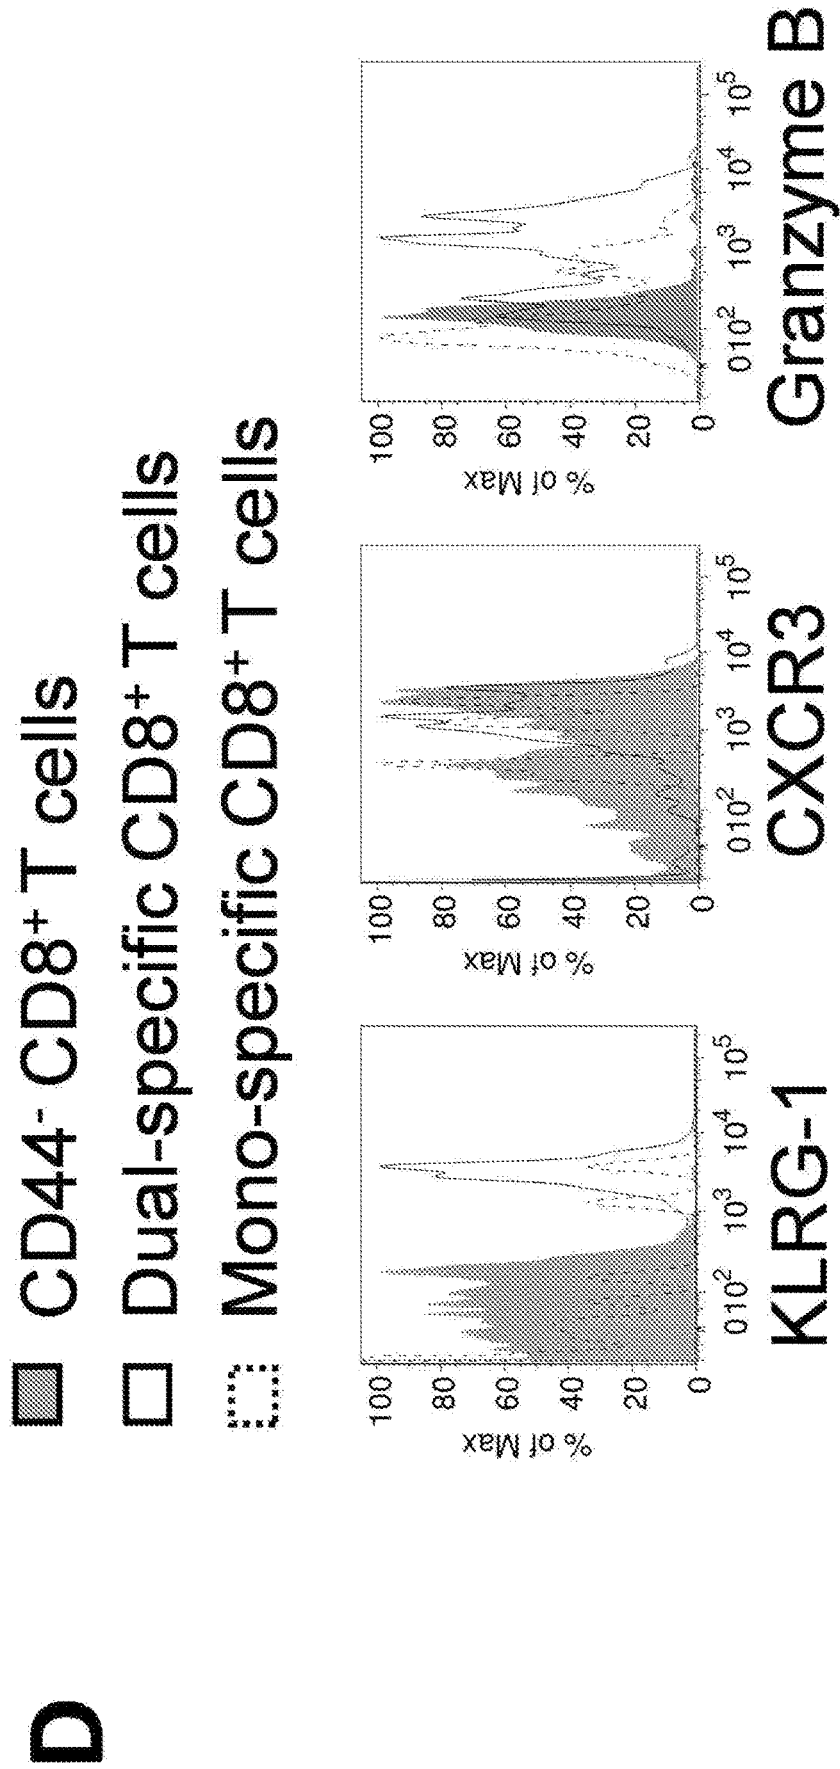 D
CD44- CD8+ T cells
Dual-specific CD8+ T cells
Mono-specific CD8+ T cells
% of Max
100
80
60
40
20
0
0 10² 10³ 10⁴ 10⁵
KLRG-1
% of Max
100
80
60
40
20
0
0 10² 10³ 10⁴ 10⁵
CXCR3
% of Max
100
80
60
40
20
0
0 10² 10³ 10⁴ 10⁵
Granzyme B